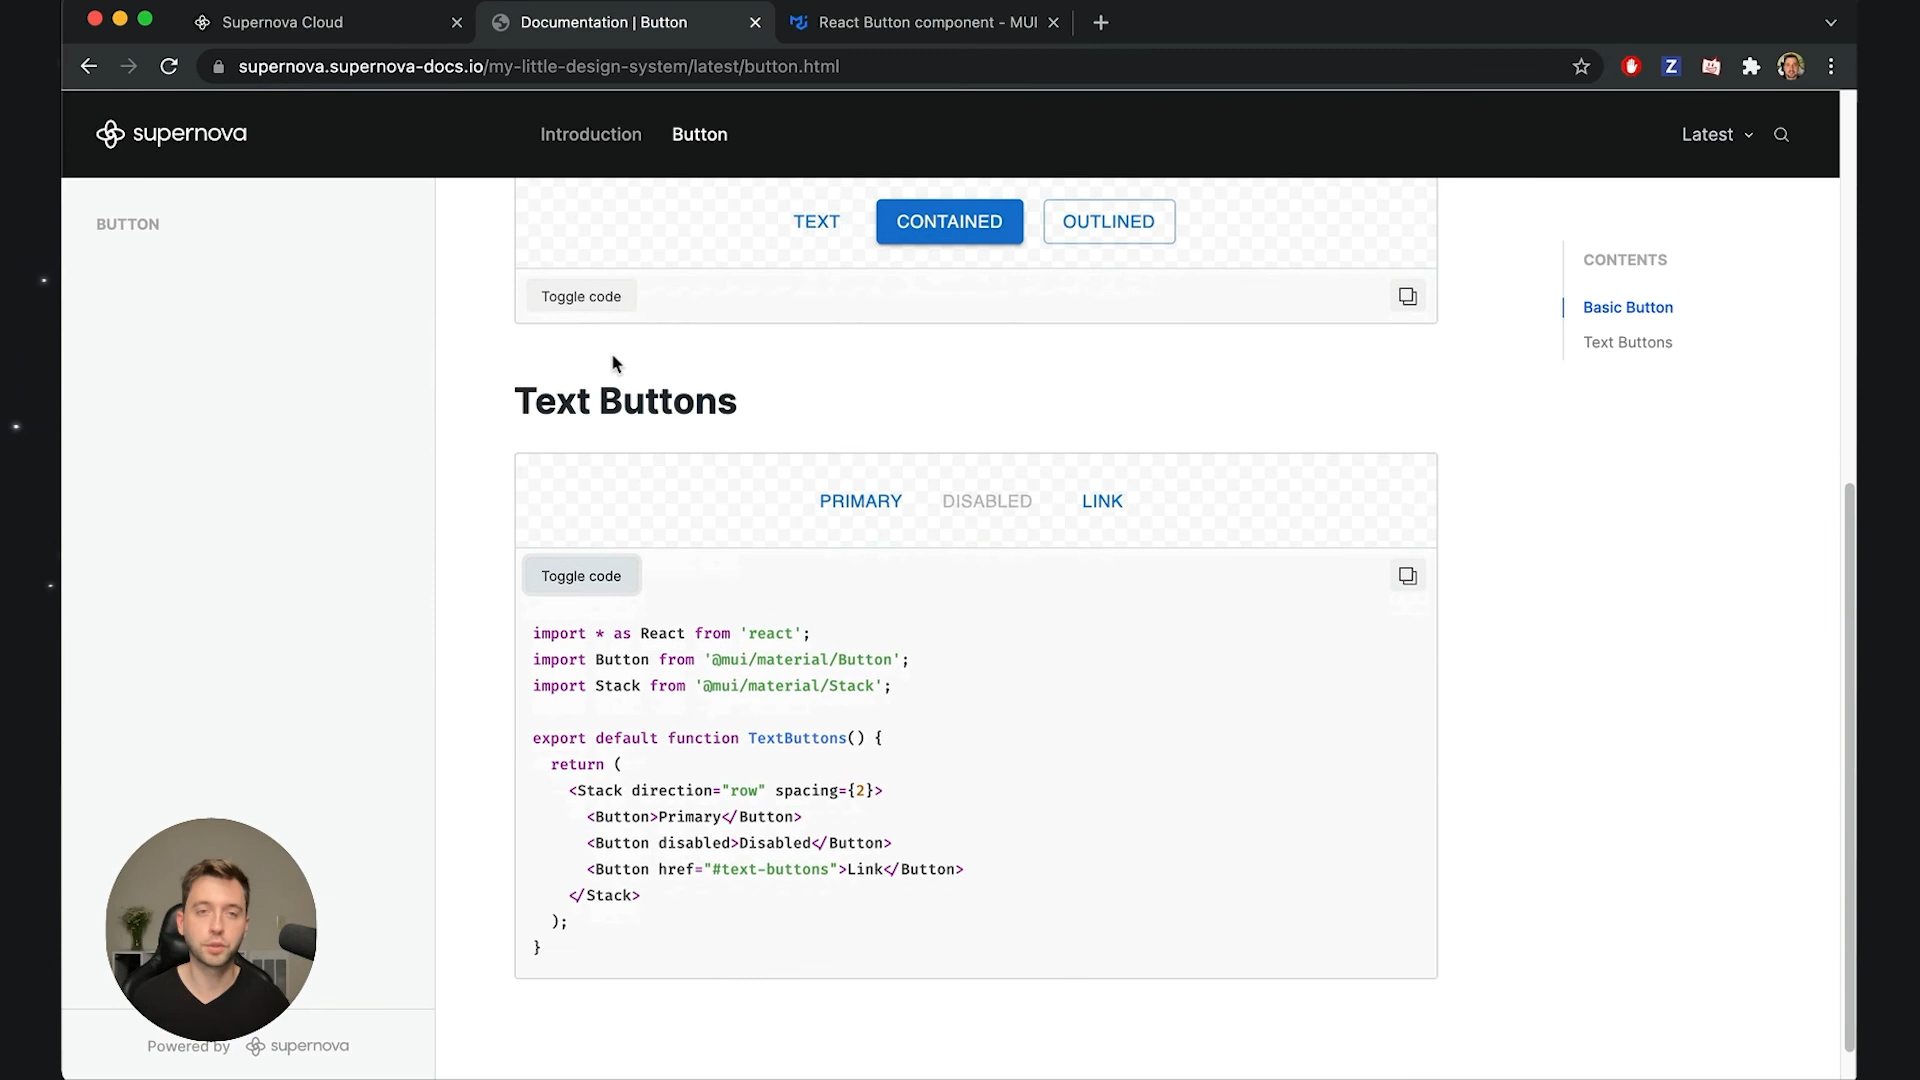 Supernova Cloud
Documentation | Button
React Button component - MUI
supernova.supernova-docs.io/my-little-design-system/latest/button.html
Z
supernova
Introduction
Button
Latest
BUTTON
TEXT
CONTAINED
OUTLINED
Toggle code
CONTENTS
Basic Button
Text Buttons
Text Buttons
PRIMARY
DISABLED
LINK
Toggle code
import * as React from 'react';
import Button from '@mui/material/Button';
import Stack from '@mui/material/Stack';
export default function TextButtons() {
return (
<Stack direction="row" spacing={2}>
<Button>Primary</Button>
<Button disabled>Disabled</Button>
<Button href="#text-buttons">Link</Button>
</Stack>
);
}
Powered by
supernova